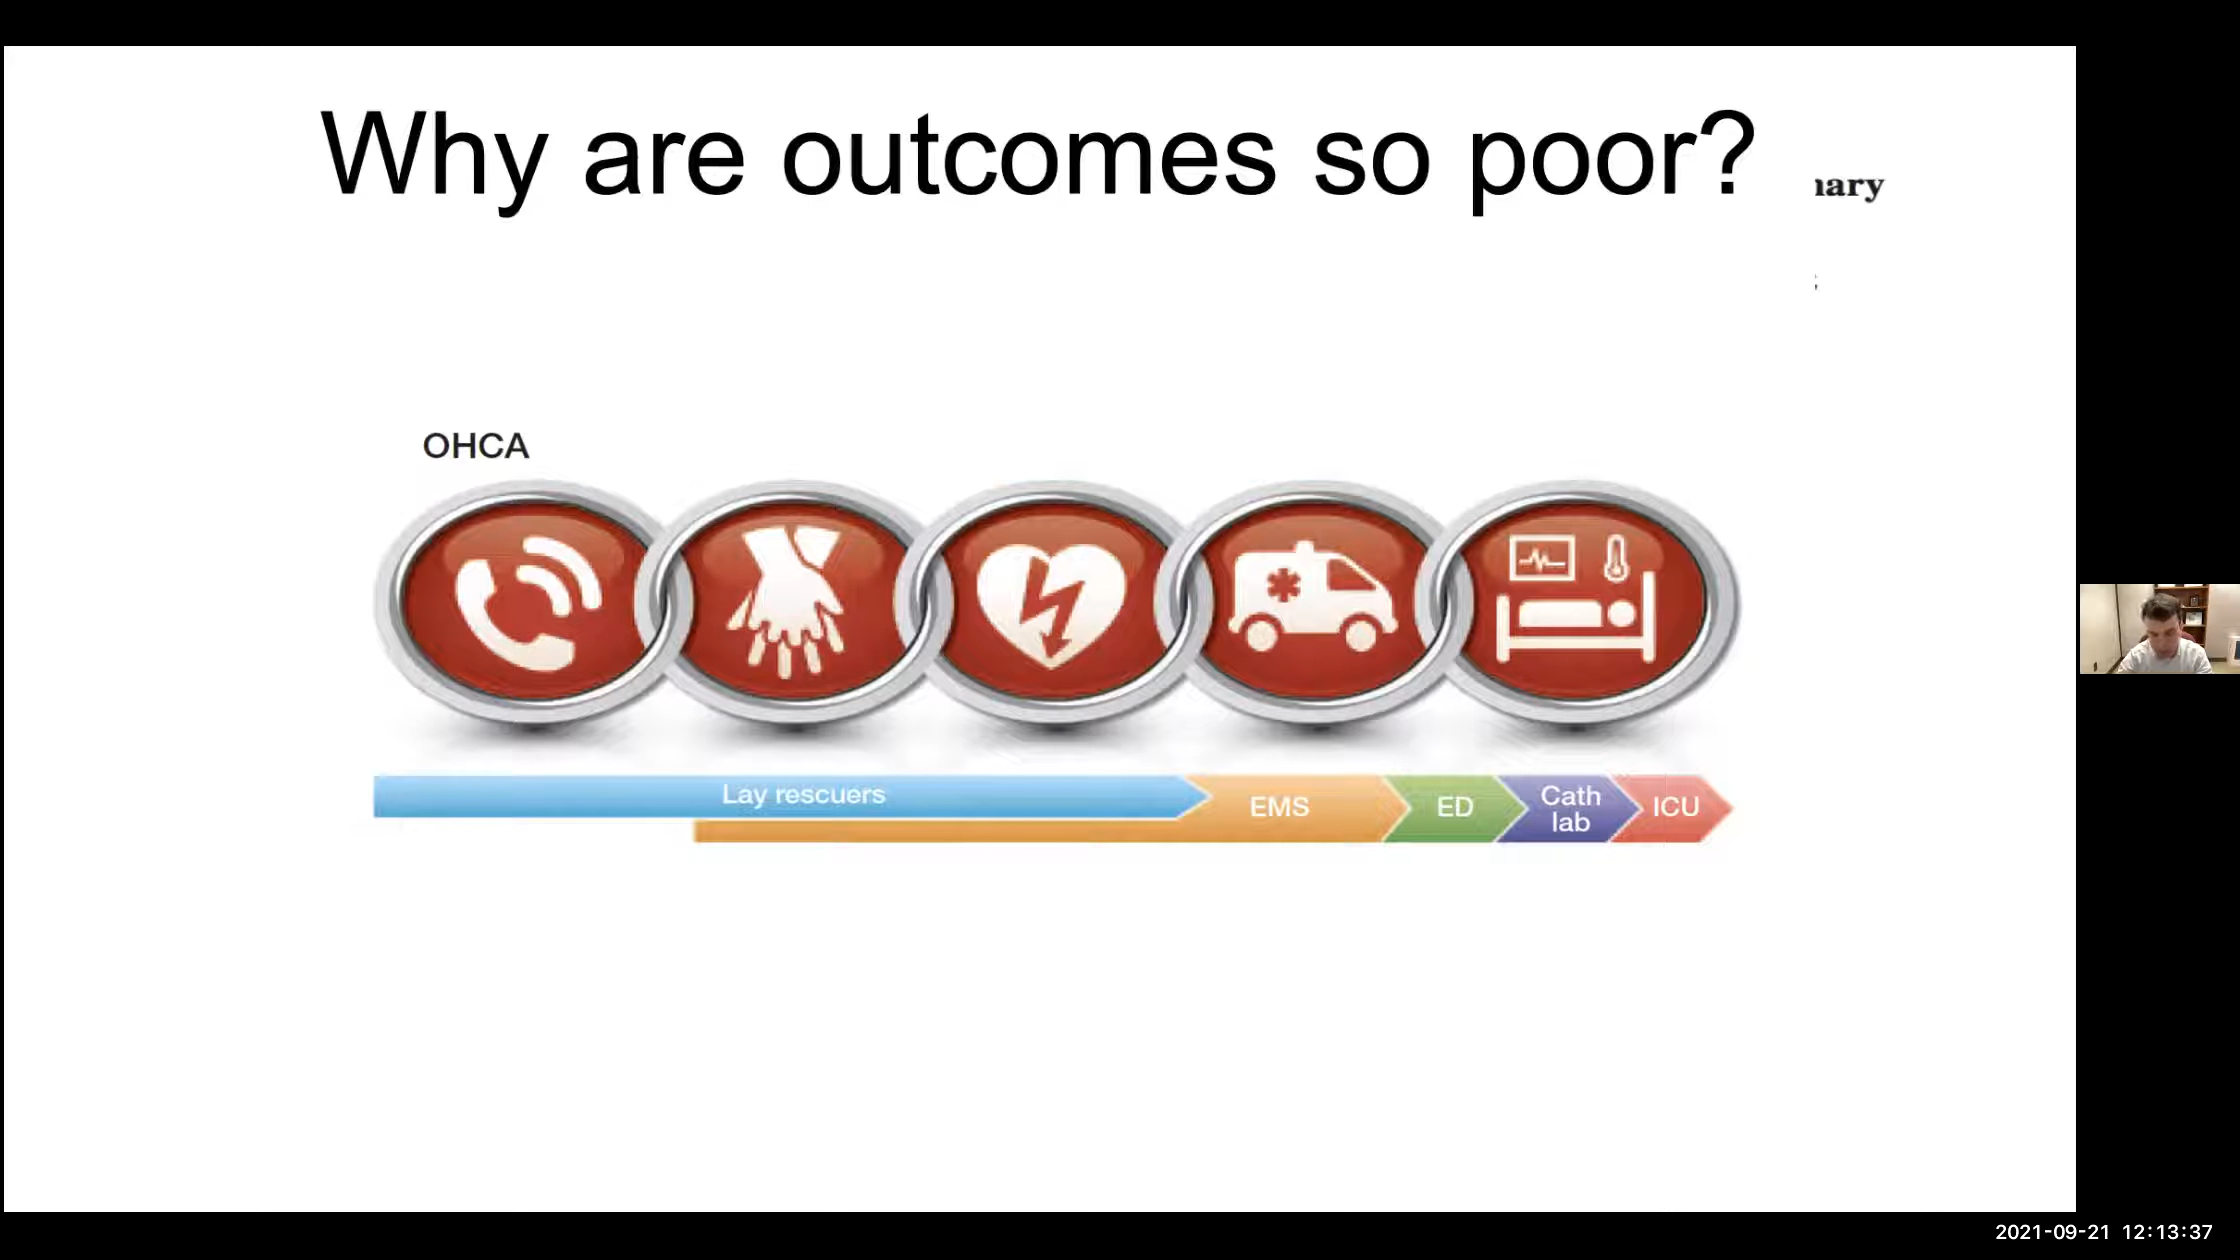 Why are outcomes so poor?
OHCA
Lay rescuers
EMS
ED
Cath
lab
ICU
2021-09-21 12:13:37